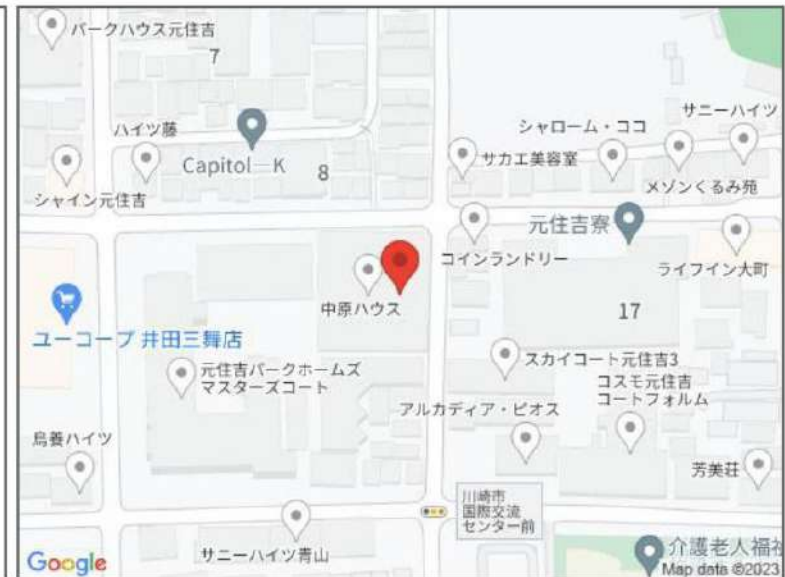 パークハウス元住吉
7
ハイツ藤
Capitol—K
8
シャイン元住吉
サニーハイツ
シャローム・ココ
サカエ美容室
メゾンくるみ苑
元住吉寮
コインランドリー
ライフイン大町
中原ハウス
17
ユーコープ 井田三舞店
スカイコート元住吉3
元住吉パークホームズ
マスターズコート
コスモ元住吉
コートフォルム
アルカディア・ピオス
鳥養ハイツ
芳美荘
川崎市
国際交流
センター前
サニーハイツ青山
介護老人福祉
Google
Map data ©2023